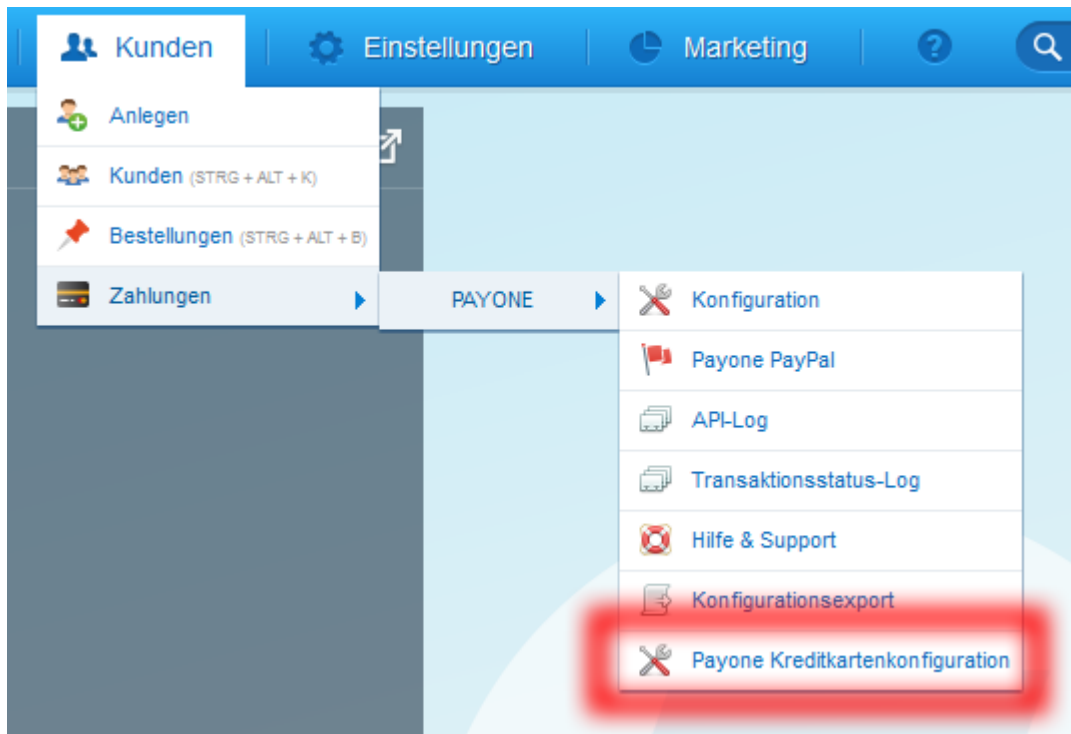 Kunden Einstellungen Marketing ?
Anlegen
Kunden (STRG + ALT + K)
Bestellungen (STRG + ALT + B)
Zahlungen PAYONE Konfiguration
Payone PayPal
API-Log
Transaktionsstatus-Log
Hilfe & Support
Konfigurationsexport
Payone Kreditkartenkonfiguration